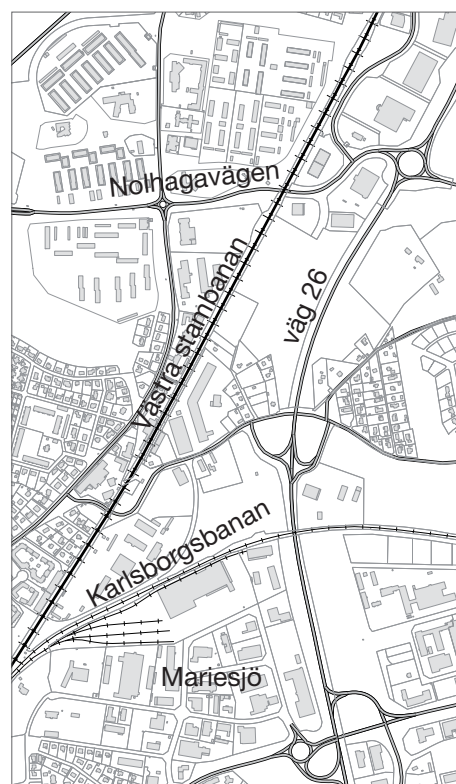 Nolhagavägen
Västra stambanan
väg 26
Karlsborgsbanan
Mariesjö